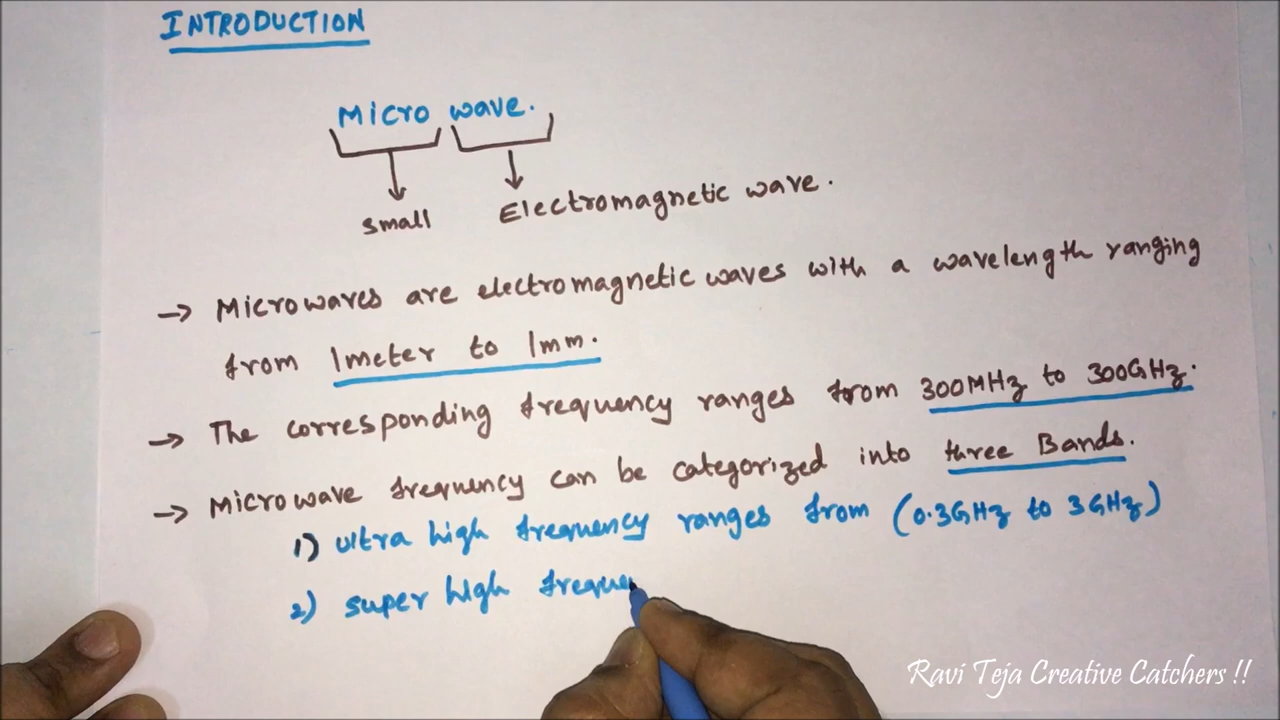 INTRODUCTION
Micro wave.
small Electromagnetic wave.
→ Microwaves are electromagnetic waves with a wavelength ranging
from 1meter to 1mm.
→ The corresponding frequency ranges from 300MHz to 300GHz.
→ Microwave frequency can be categorized into three Bands.
1) ultra high frequency ranges from (0.3GHz to 3GHz)
2) super high freque
Ravi Teja Creative Catchers !!